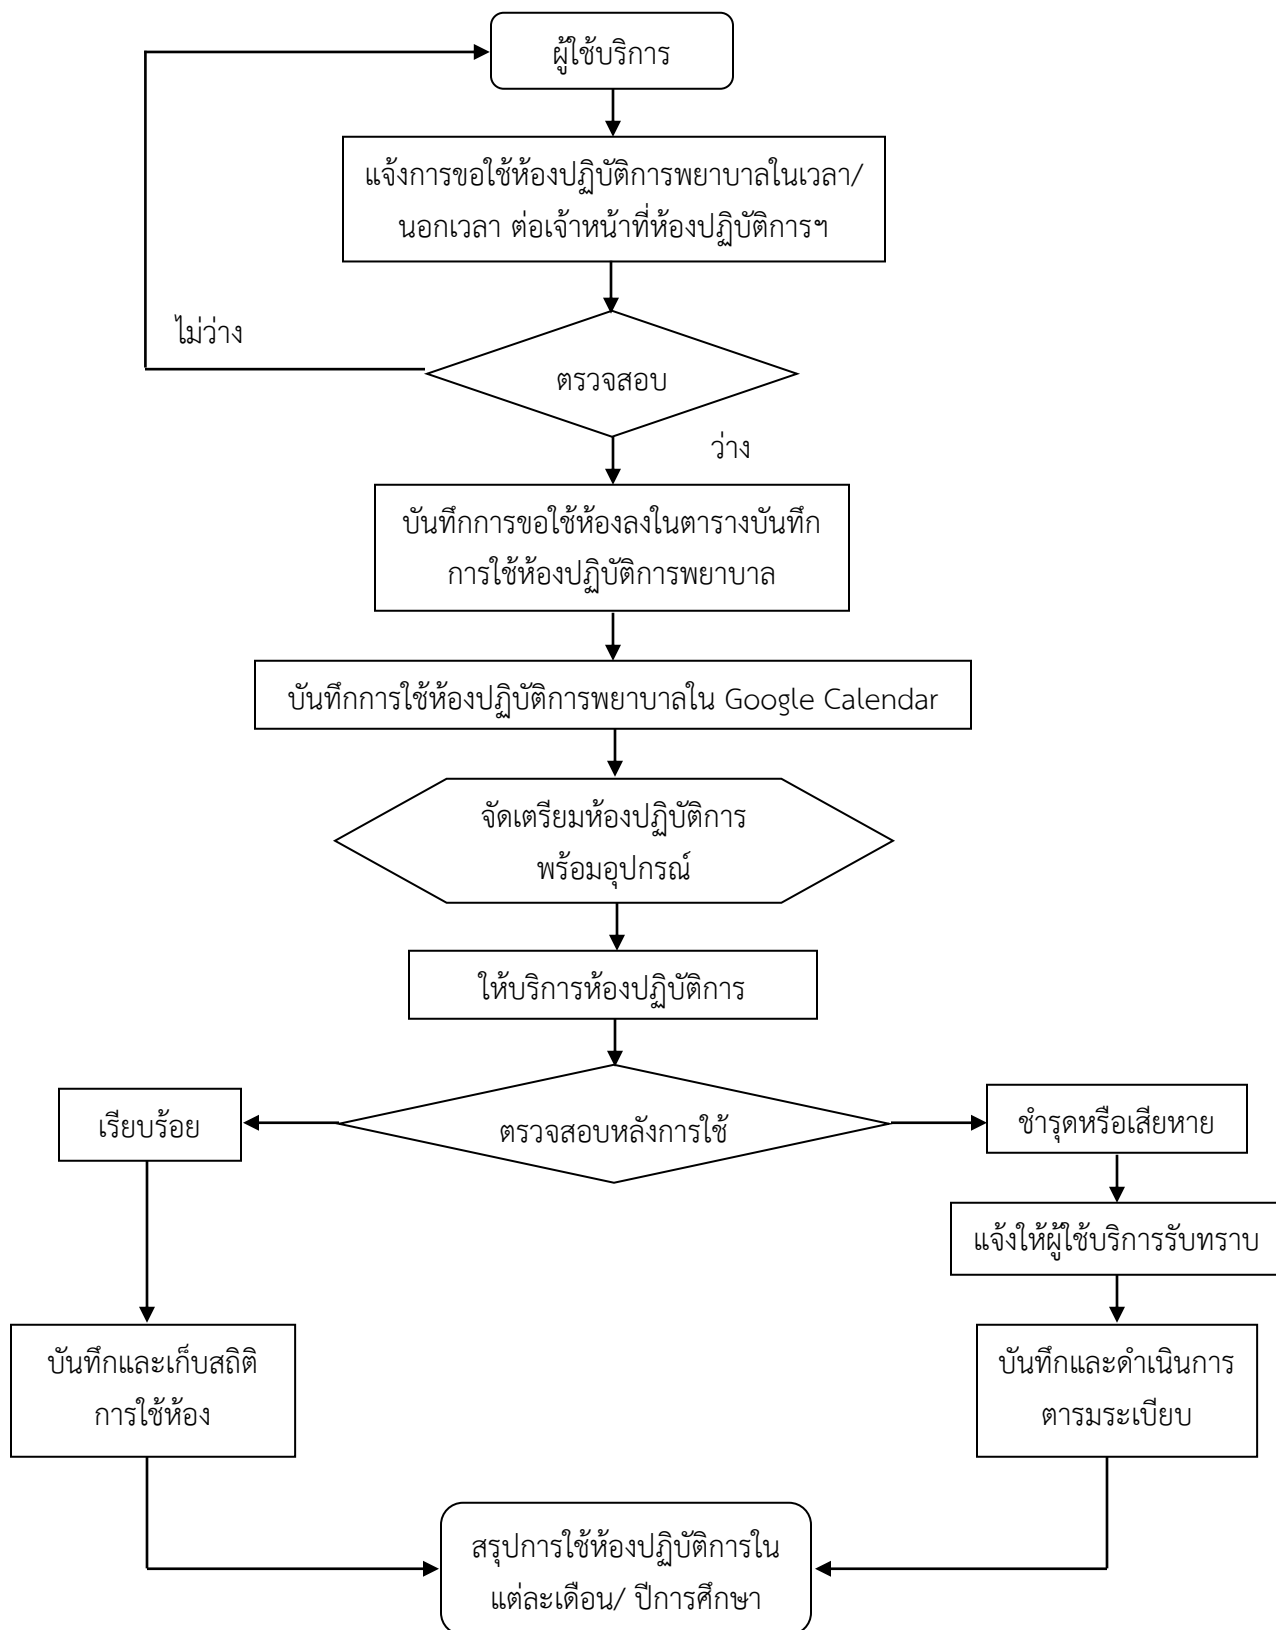 ผู้ใช้บริการ
แจ้งการขอใช้ห้องปฏิบัติการพยาบาลในเวลา/
นอกเวลา ต่อเจ้าหน้าที่ห้องปฏิบัติการฯ
ไม่ว่าง
ตรวจสอบ
ว่าง
บันทึกการขอใช้ห้องลงในตารางบันทึก
การใช้ห้องปฏิบัติการพยาบาล
บันทึกการใช้ห้องปฏิบัติการพยาบาลใน Google Calendar
จัดเตรียมห้องปฏิบัติการ
พร้อมอุปกรณ์
ให้บริการห้องปฏิบัติการ
เรียบร้อย
ตรวจสอบหลังการใช้
ชำรุดหรือเสียหาย
แจ้งให้ผู้ใช้บริการรับทราบ
บันทึกและเก็บสถิติ
การใช้ห้อง
บันทึกและดำเนินการ
ตารมระเบียบ
สรุปการใช้ห้องปฏิบัติการใน
แต่ละเดือน/ ปีการศึกษา